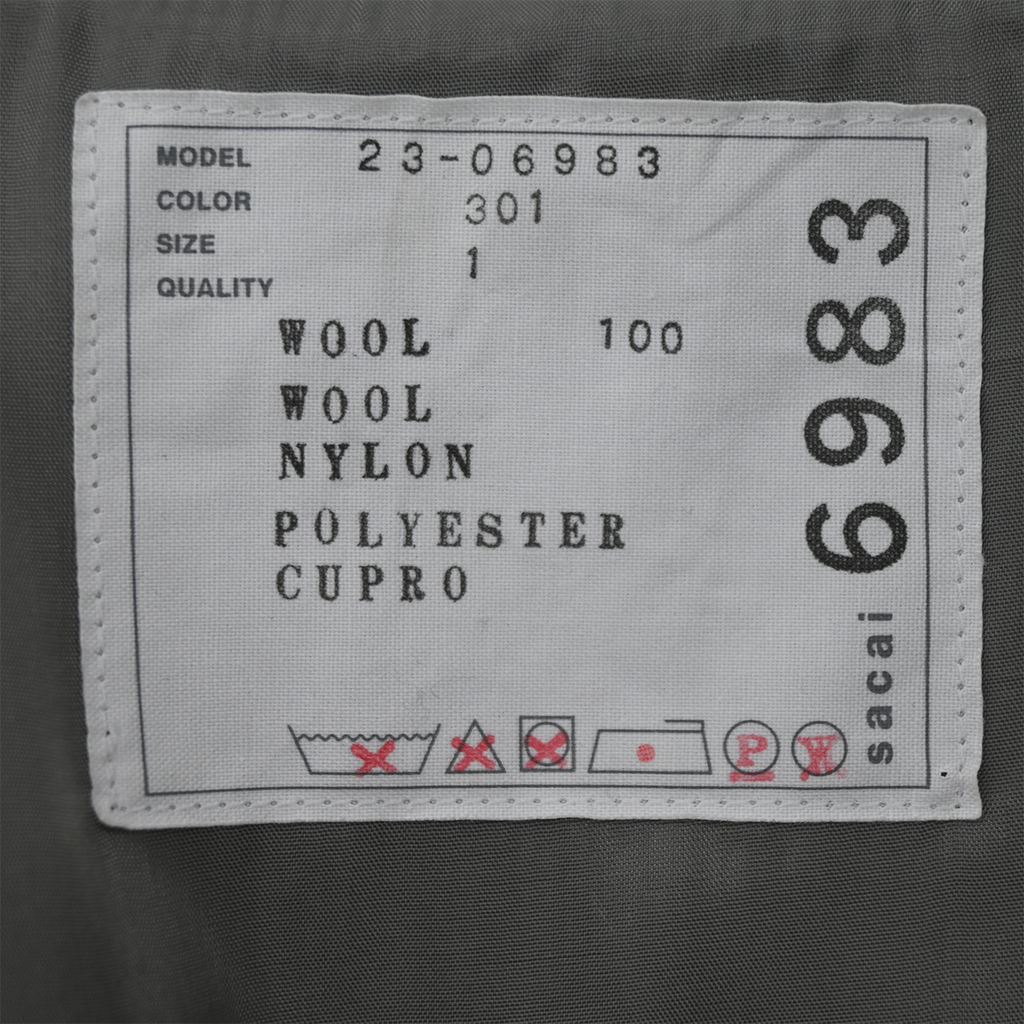 MODEL 23-06983
COLOR 301
SIZE 1
QUALITY
WOOL 100
WOOL
NYLON
POLYESTER
CUPRO
P W
sacai 6983